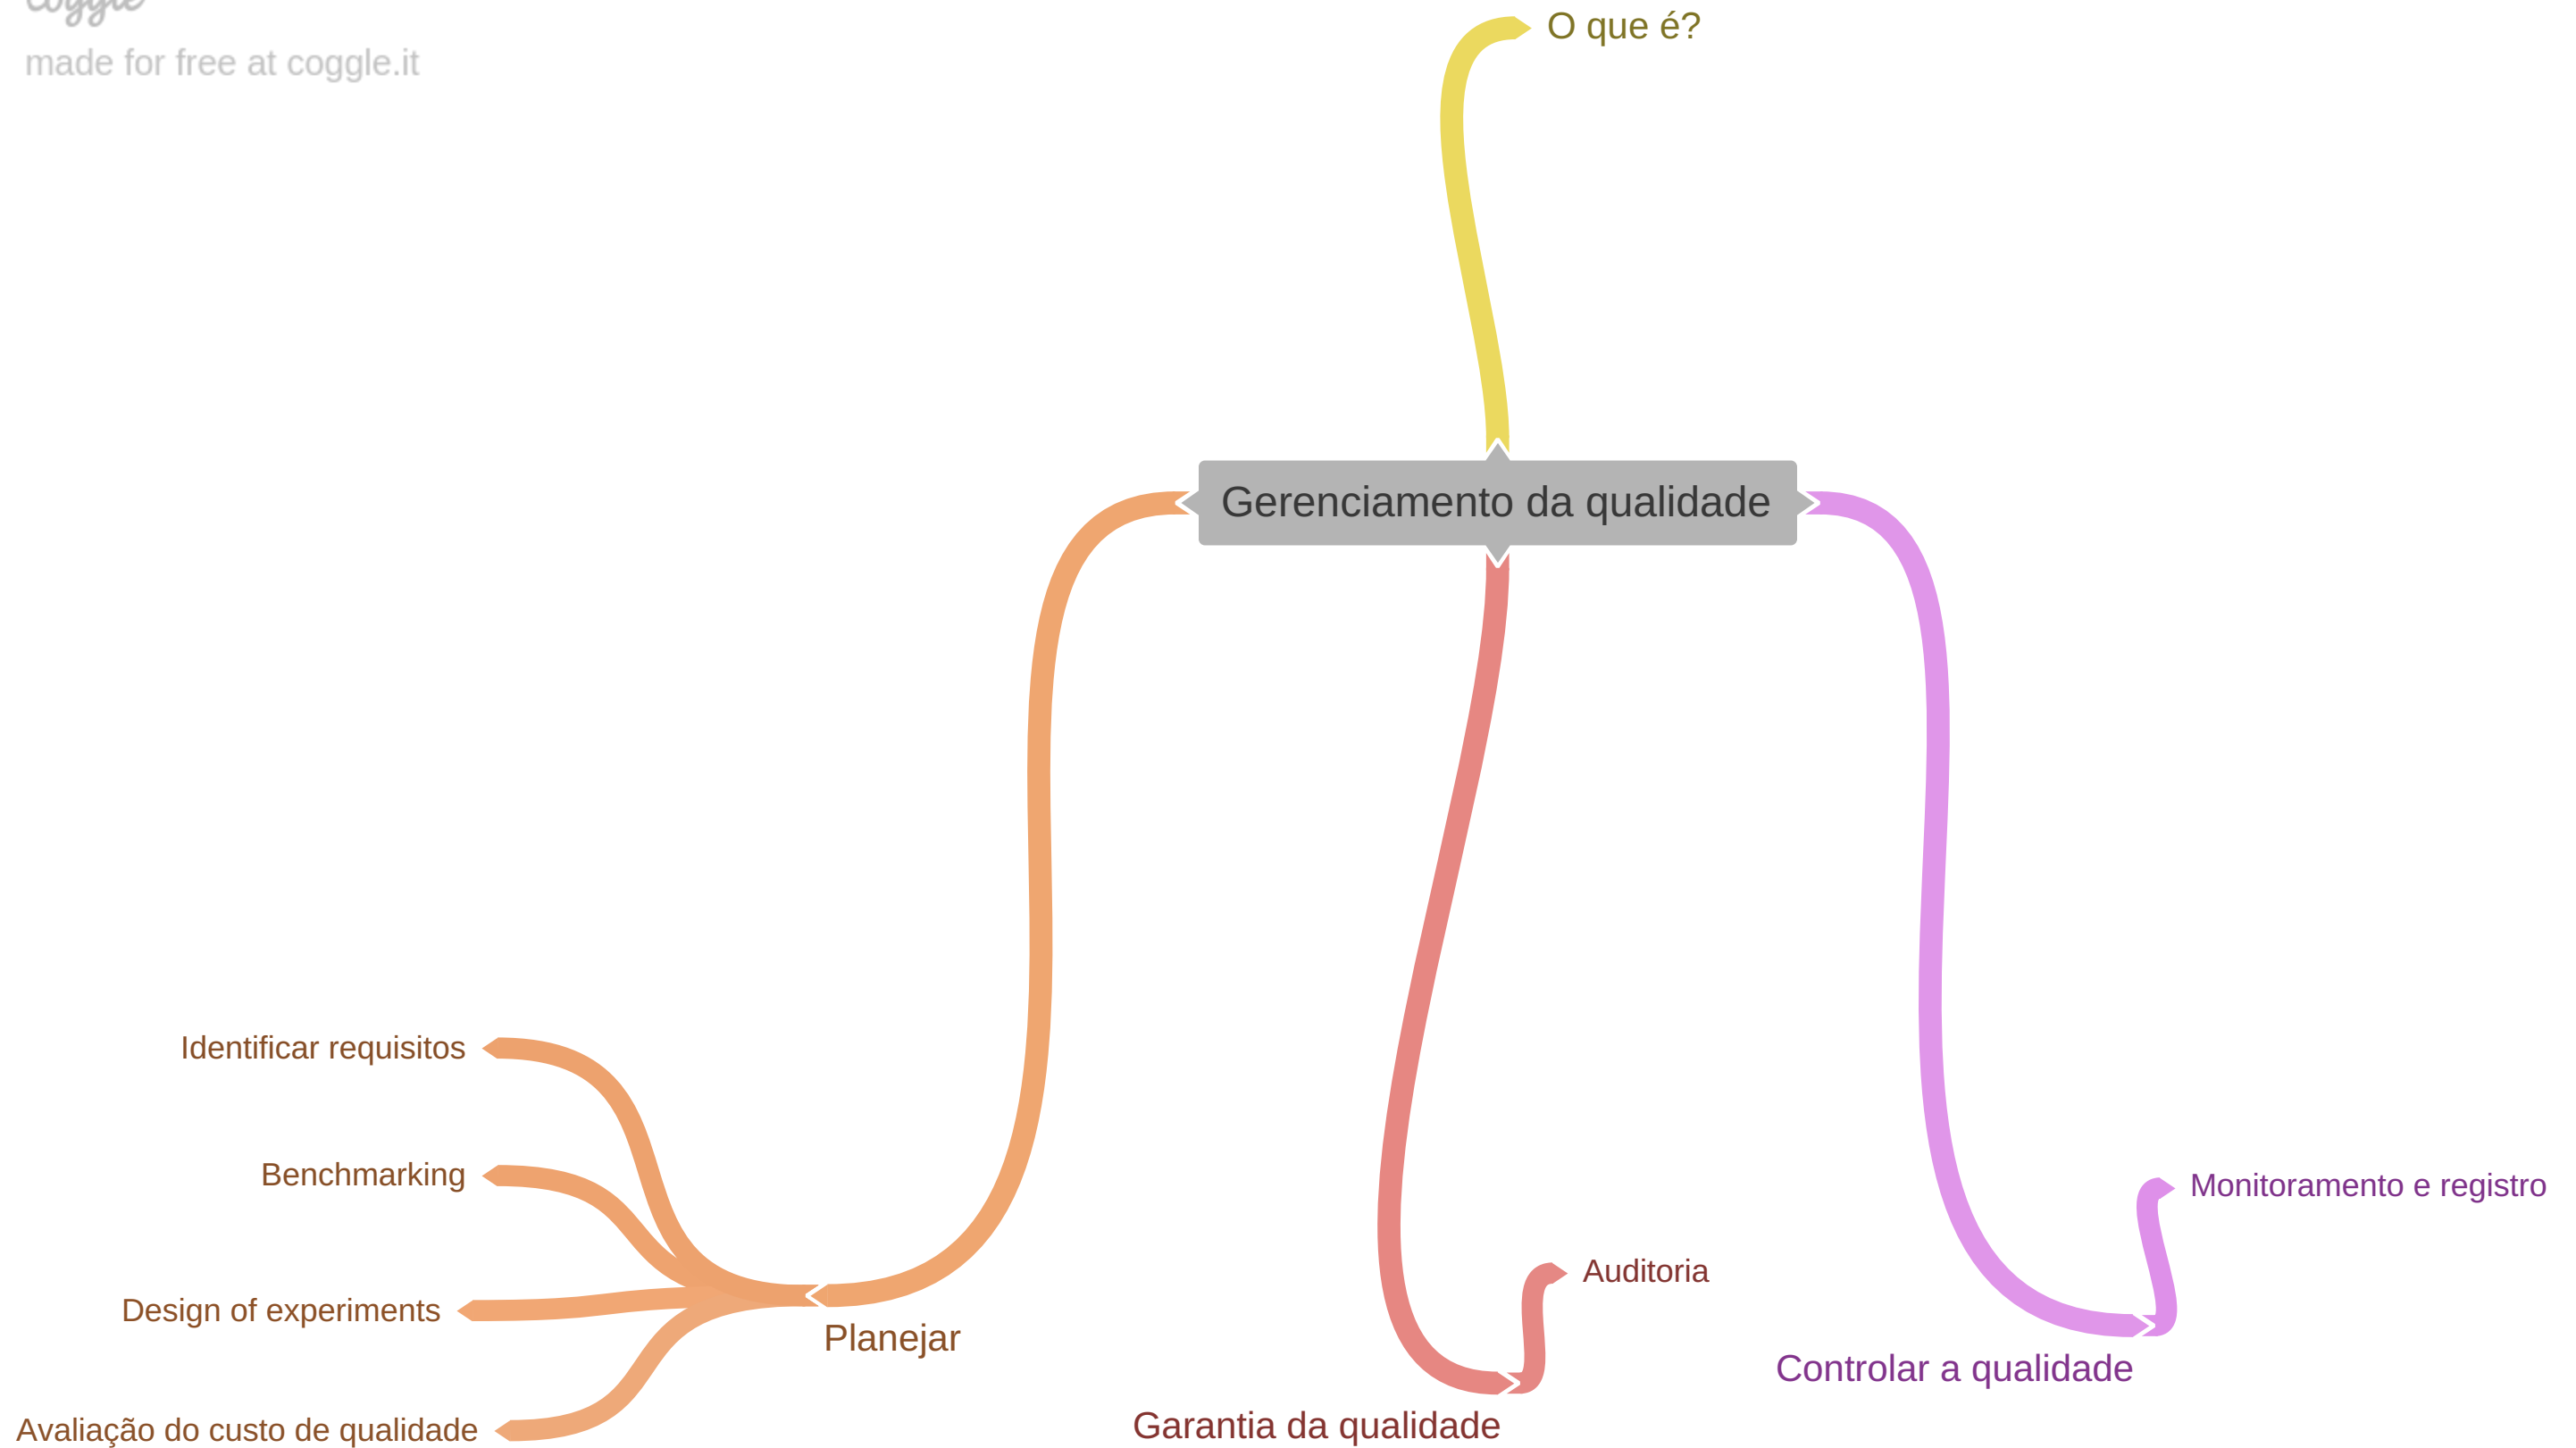 coggle
made for free at coggle.it
O que é?
Gerenciamento da qualidade
Identificar requisitos
Benchmarking
Design of experiments
Avaliação do custo de qualidade
Planejar
Auditoria
Garantia da qualidade
Monitoramento e registro
Controlar a qualidade